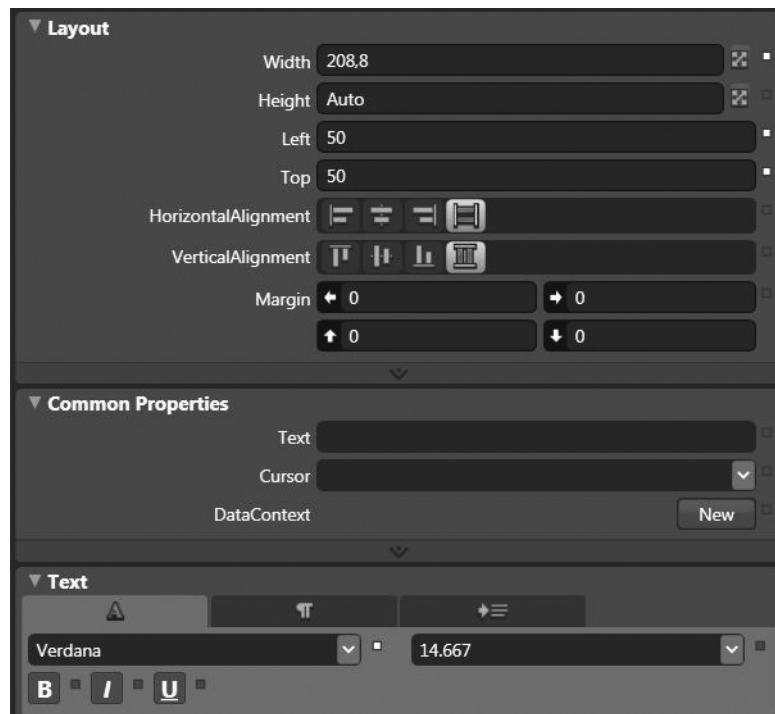 Layout
Width 208,8
Height Auto
Left 50
Top 50
HorizontalAlignment
VerticalAlignment
Margin 0 0
0 0
Common Properties
Text
Cursor
DataContext New
Text
A ¶
Verdana 14.667
B I U